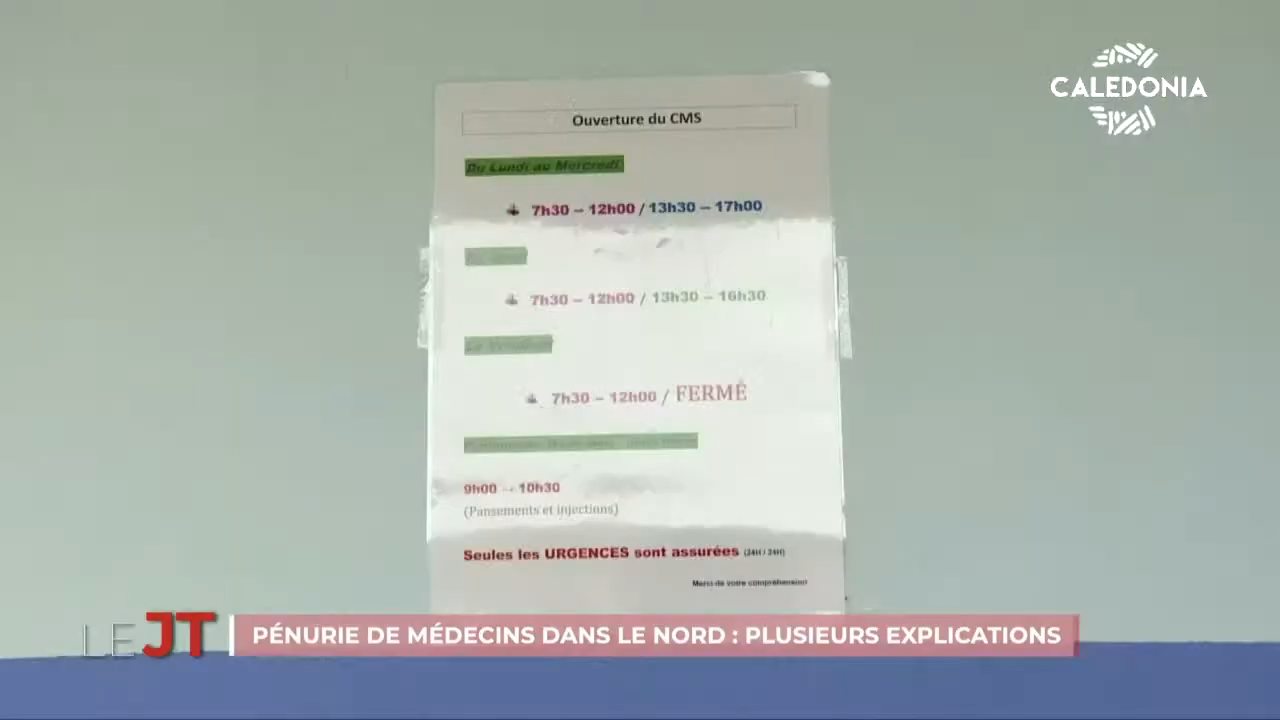 CALEDONIA
Ouverture du CMS
Du Lundi au Mercredi
7h30 – 12h00 / 13h30 – 17h00
7h30 – 12h00 / 13h30 – 16h30
Le Vendredi
7h30 – 12h00 / FERMÉ
9h00 – 10h30
(Pansements et injections)
Seules les URGENCES sont assurées (24H / 24H)
Merci de votre compréhension
LE JT
PÉNURIE DE MÉDECINS DANS LE NORD : PLUSIEURS EXPLICATIONS